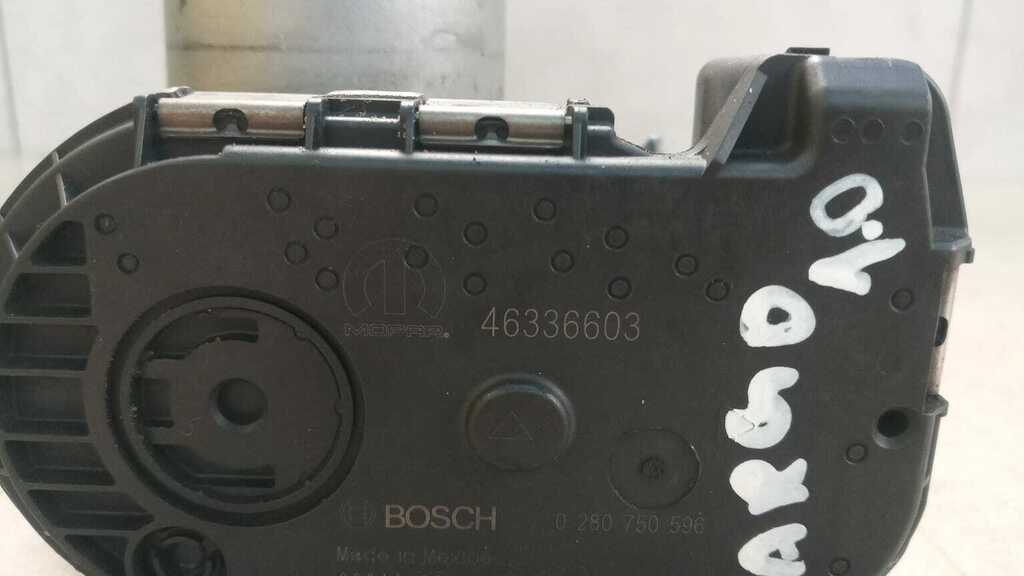 MOPAR®
46336603
BOSCH
0 280 750 596
Made in Mexico
ARGO 1.0